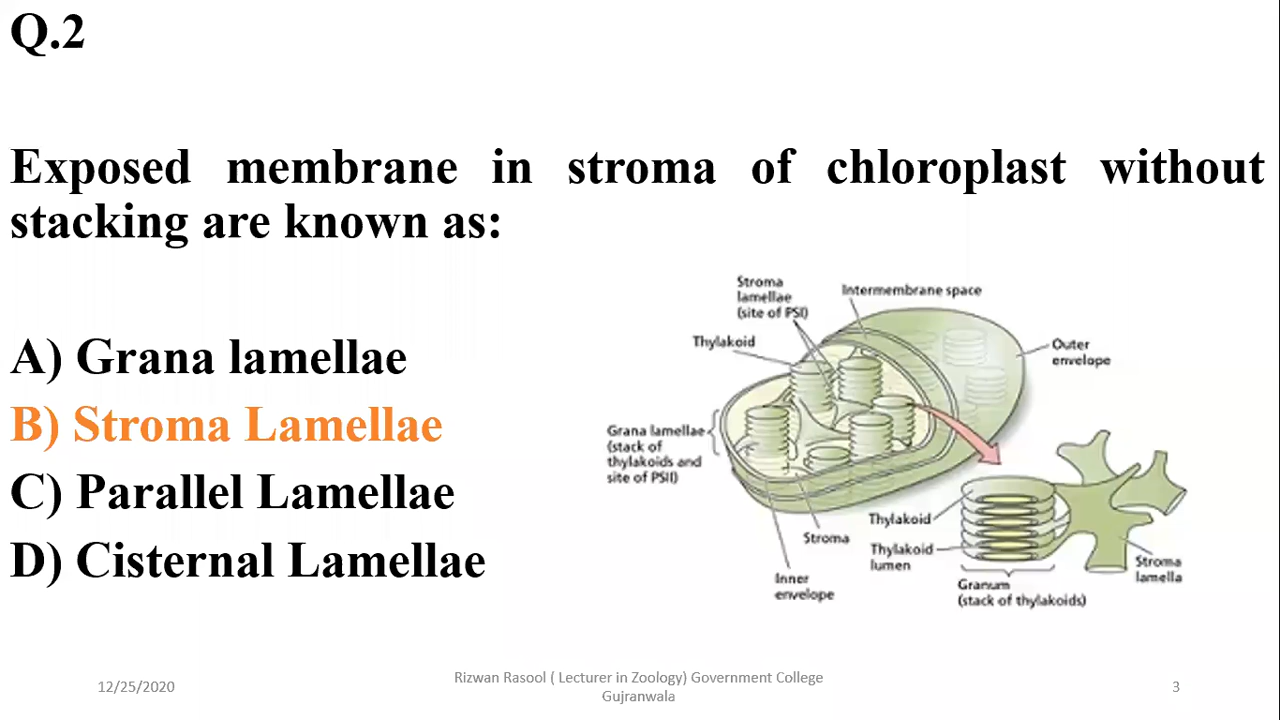 Q.2
Exposed membrane in stroma of chloroplast without
stacking are known as:
A) Grana lamellae
B) Stroma Lamellae
C) Parallel Lamellae
D) Cisternal Lamellae
Stroma
lamellae
(site of PSI)
Intermembrane space
Thylakoid
Outer
envelope
Grana lamellae
(stack of
thylakoids and
site of PSII)
Thylakoid
Stroma
Thylakoid
lumen
Stroma
lamella
Inner
envelope
Granum
(stack of thylakoids)
12/25/2020
Rizwan Rasool ( Lecturer in Zoology) Government College
Gujranwala
3